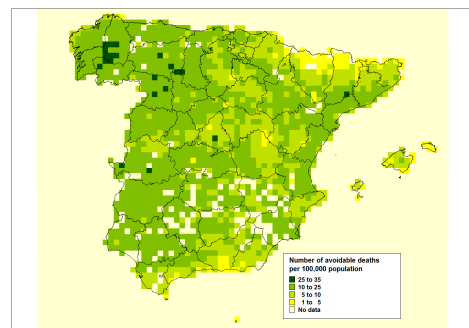 Number of avoidable deaths
per 100,000 population
25 to 35
10 to 25
5 to 10
1 to 5
No data